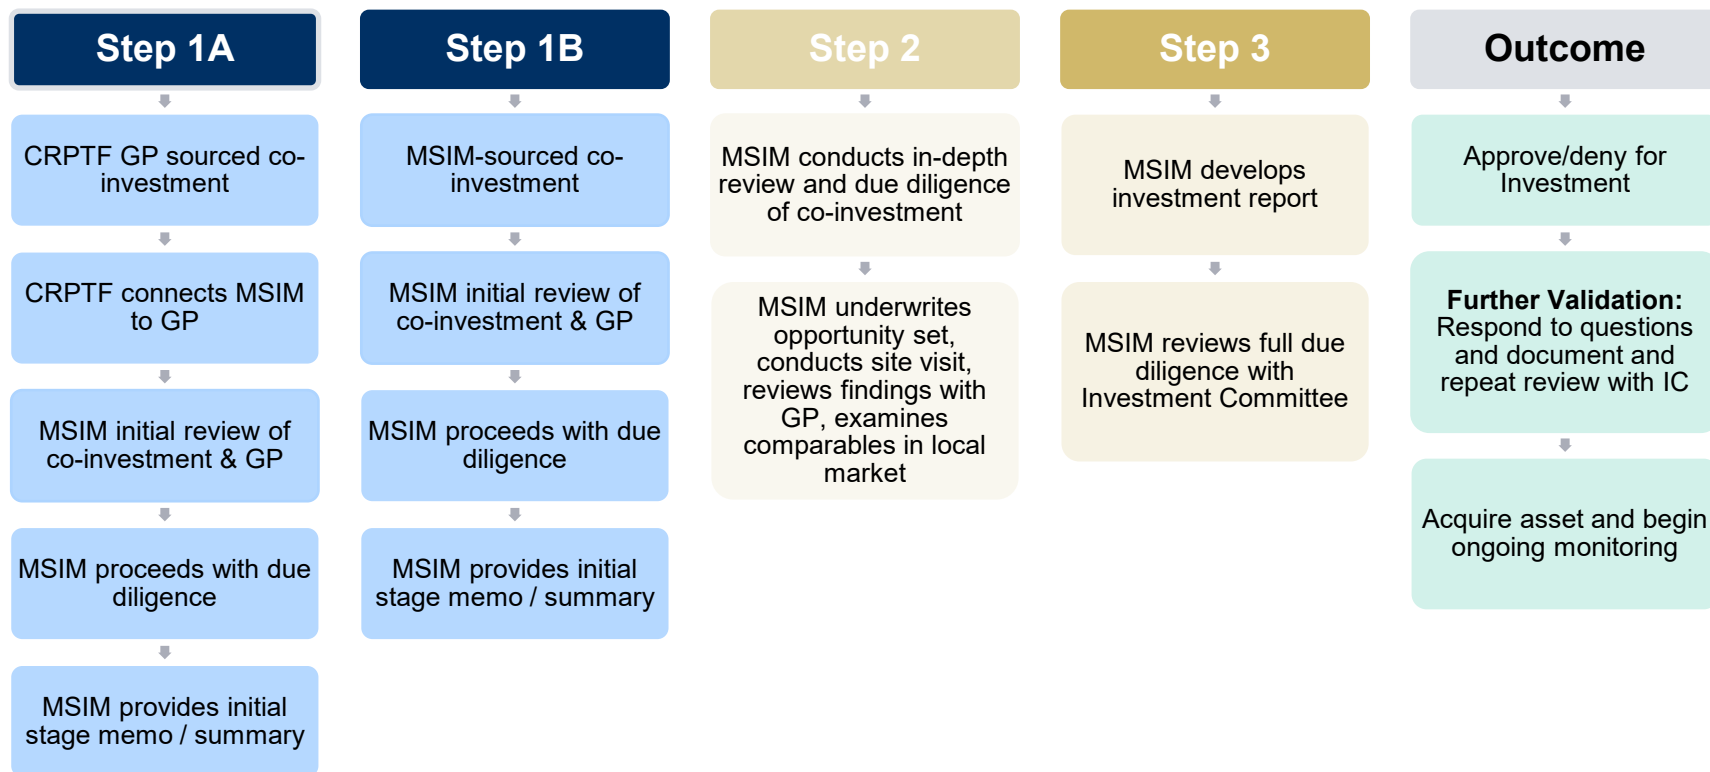 Step 1A
CRPTF GP sourced co-
investment
CRPTF connects MSIM
to GP
MSIM initial review of
co-investment & GP
MSIM proceeds with due
diligence
MSIM provides initial
stage memo / summary
Step 1B
MSIM-sourced co-
investment
MSIM initial review of
co-investment & GP
MSIM proceeds with due
diligence
MSIM provides initial
stage memo / summary
Step 2
MSIM conducts in-depth
review and due diligence
of co-investment
MSIM underwrites
opportunity set,
conducts site visit,
reviews findings with
GP, examines
comparables in local
market
Step 3
MSIM develops
investment report
MSIM reviews full due
diligence with
Investment Committee
Outcome
Approve/deny for
Investment
Further Validation:
Respond to questions
and document and
repeat review with IC
Acquire asset and begin
ongoing monitoring